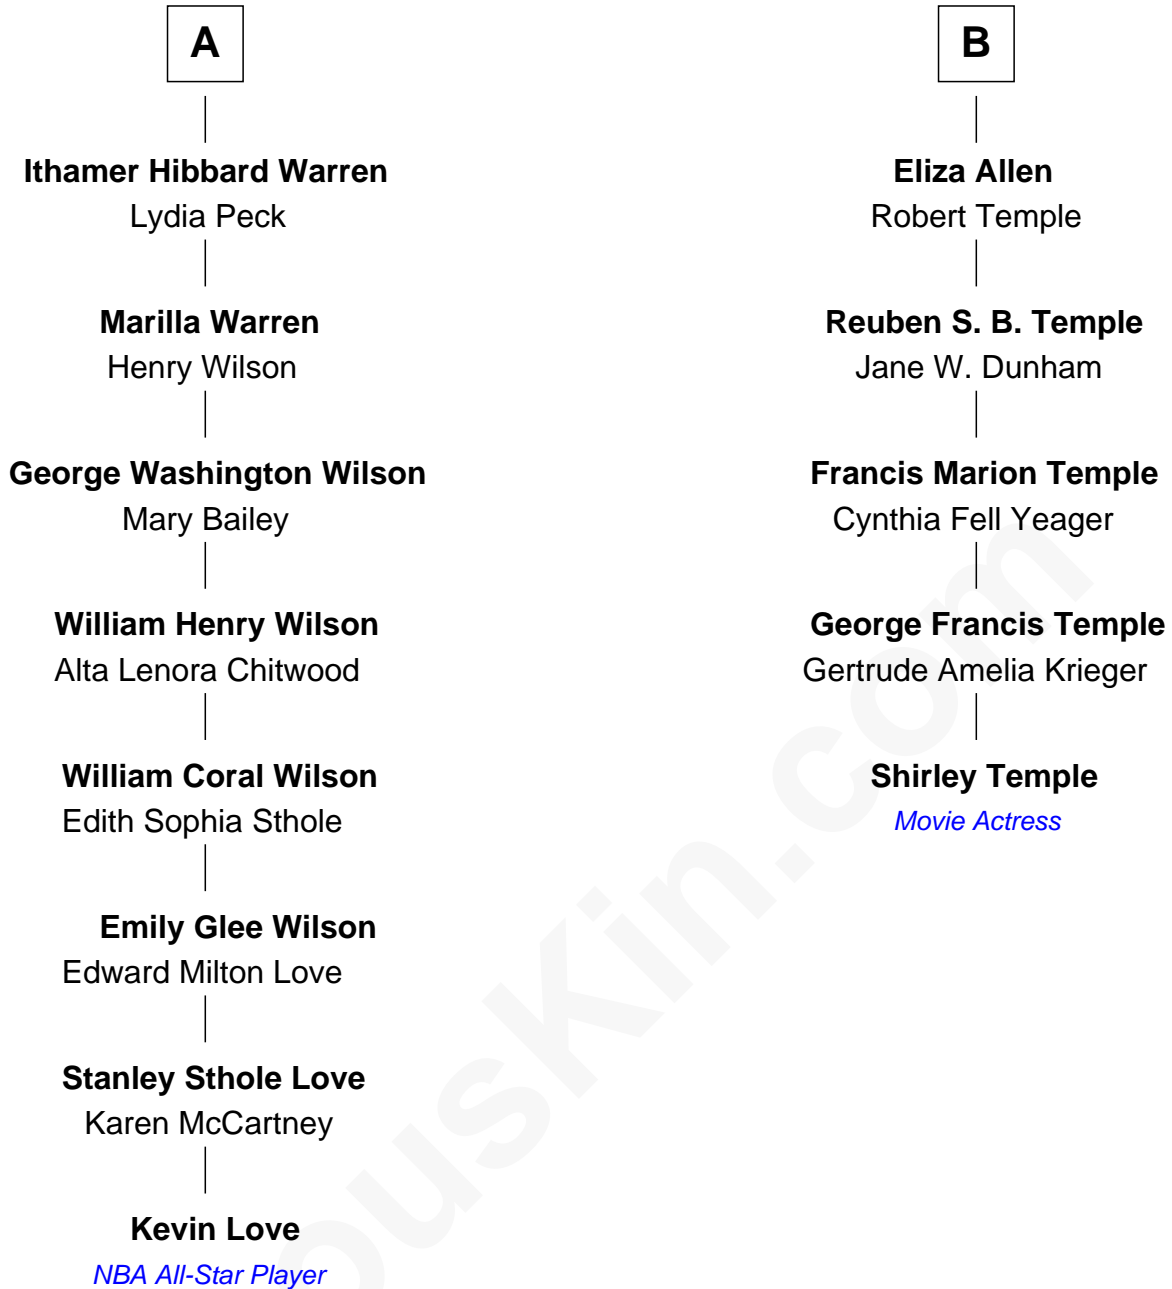 A
Ithamer Hibbard Warren
Lydia Peck
Marilla Warren
Henry Wilson
George Washington Wilson
Mary Bailey
William Henry Wilson
Alta Lenora Chitwood
William Coral Wilson
Edith Sophia Sthole
Emily Glee Wilson
Edward Milton Love
Stanley Sthole Love
Karen McCartney
Kevin Love
NBA All-Star Player
B
Eliza Allen
Robert Temple
Reuben S. B. Temple
Jane W. Dunham
Francis Marion Temple
Cynthia Fell Yeager
George Francis Temple
Gertrude Amelia Krieger
Shirley Temple
Movie Actress
ousKin.com